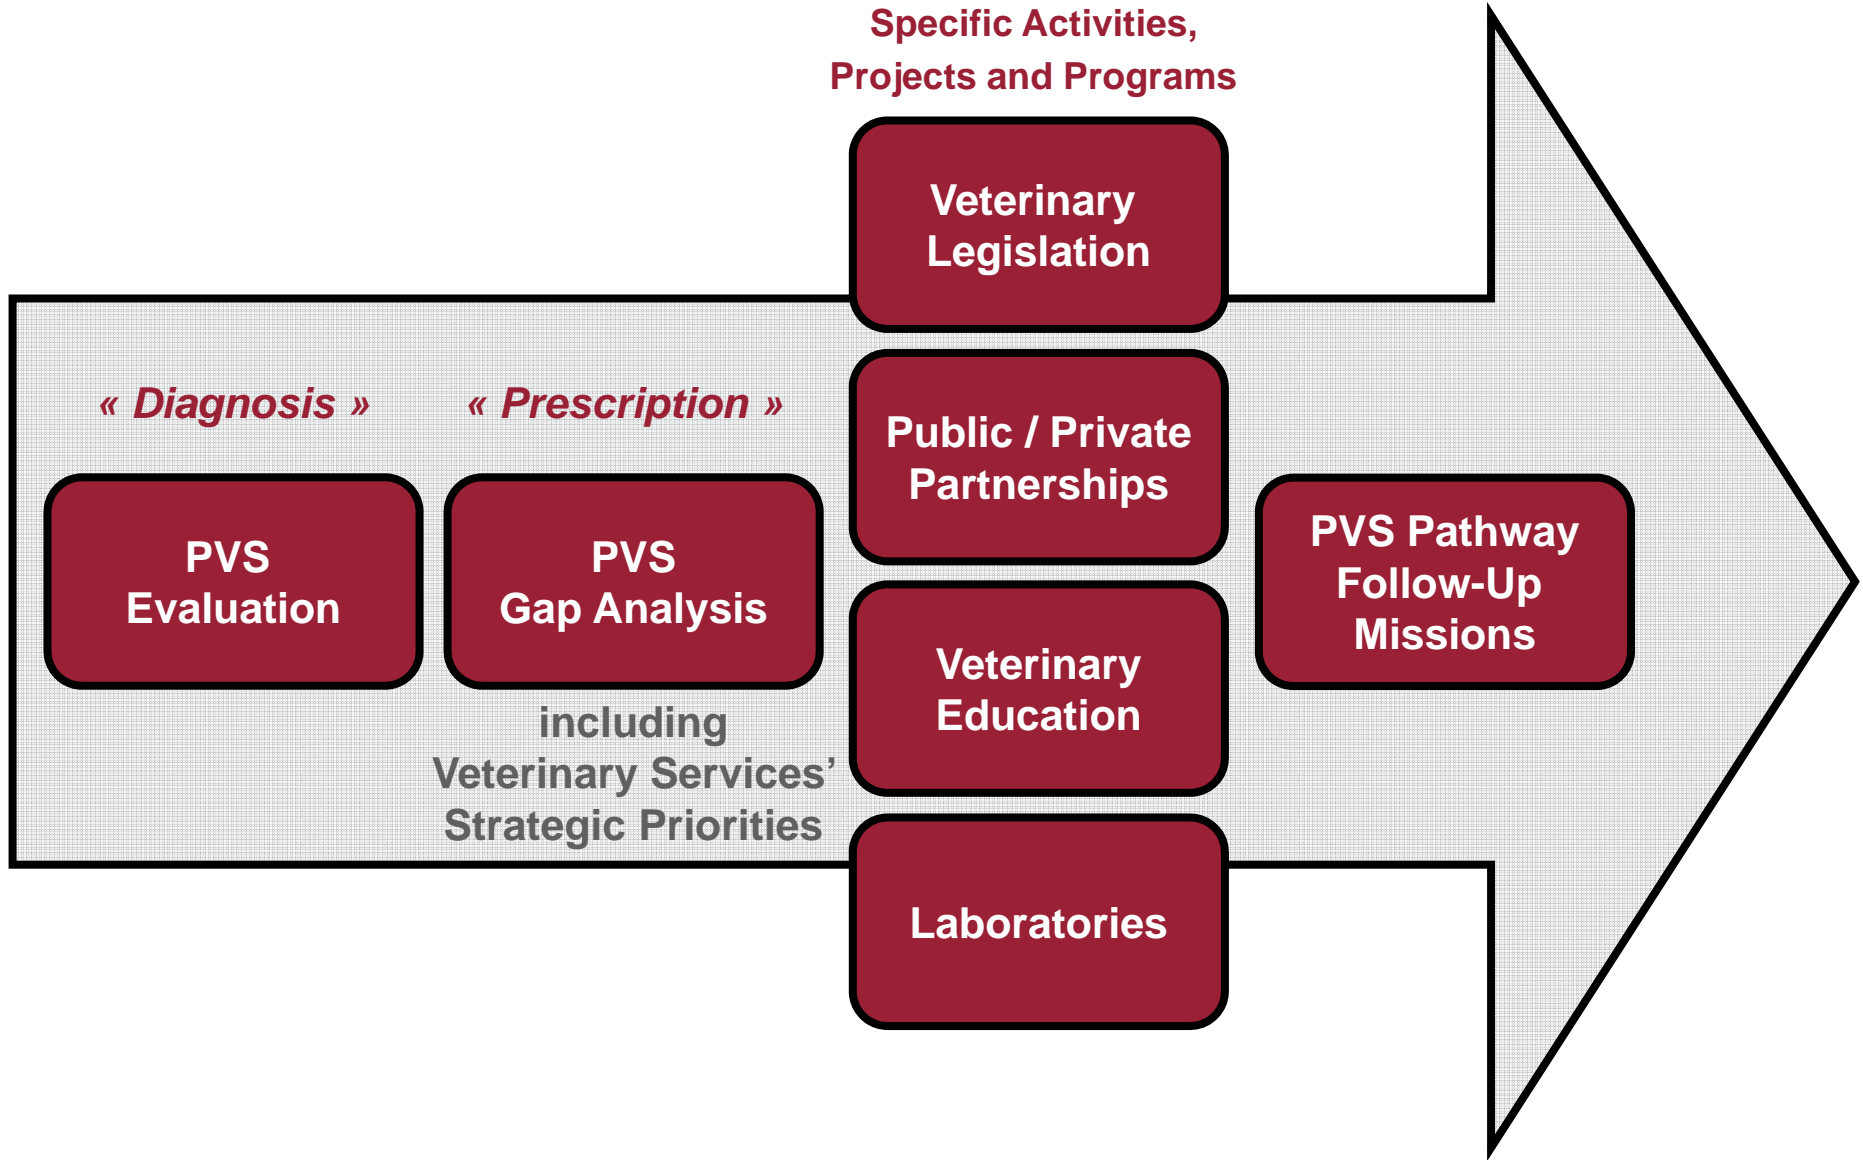 Specific Activities,
Projects and Programs
« Diagnosis »
PVS
Evaluation
« Prescription »
PVS
Gap Analysis
including
Veterinary Services’
Strategic Priorities
Veterinary
Legislation
Public / Private
Partnerships
Veterinary
Education
Laboratories
PVS Pathway
Follow-Up
Missions